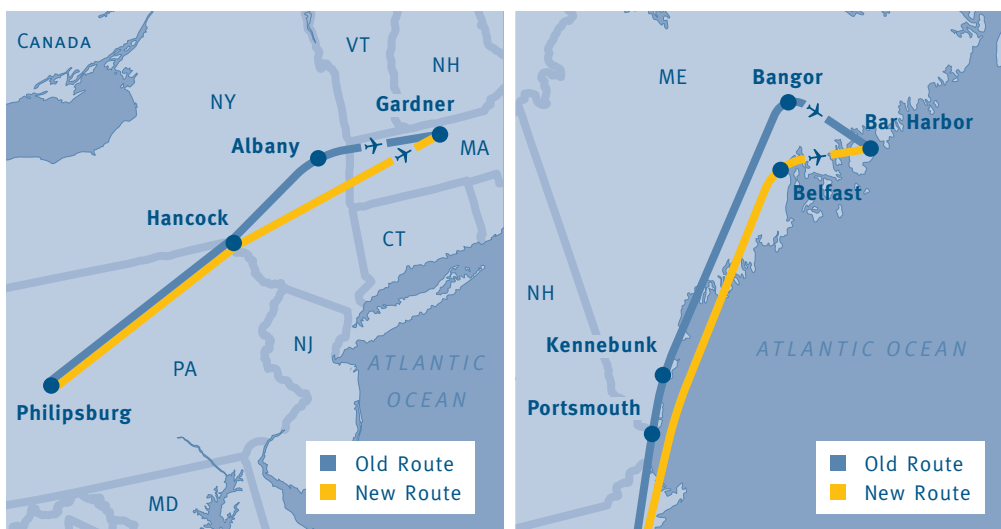 CANADA
VT
NH
NY
Gardner
Albany
MA
Hancock
CT
NJ
PA
ATLANTIC
OCEAN
Philipsburg
MD
Old Route
New Route
ME
Bangor
Bar Harbor
Belfast
NH
Kennebunk
ATLANTIC OCEAN
Portsmouth
Old Route
New Route